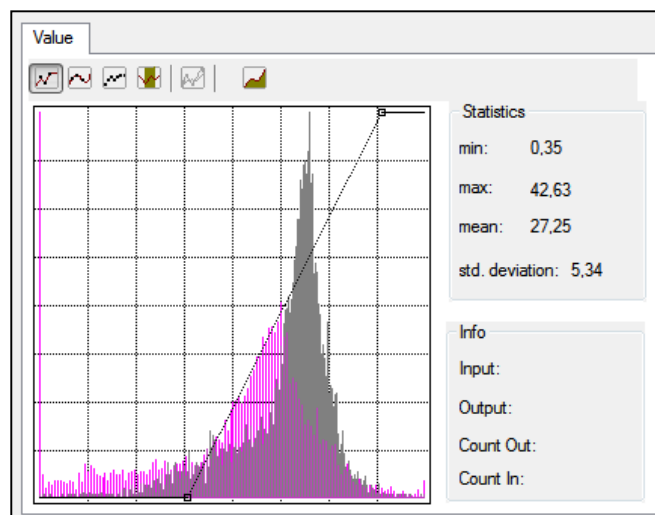 Value
Statistics
min: 0,35
max: 42,63
mean: 27,25
std. deviation: 5,34
Info
Input:
Output:
Count Out:
Count In: